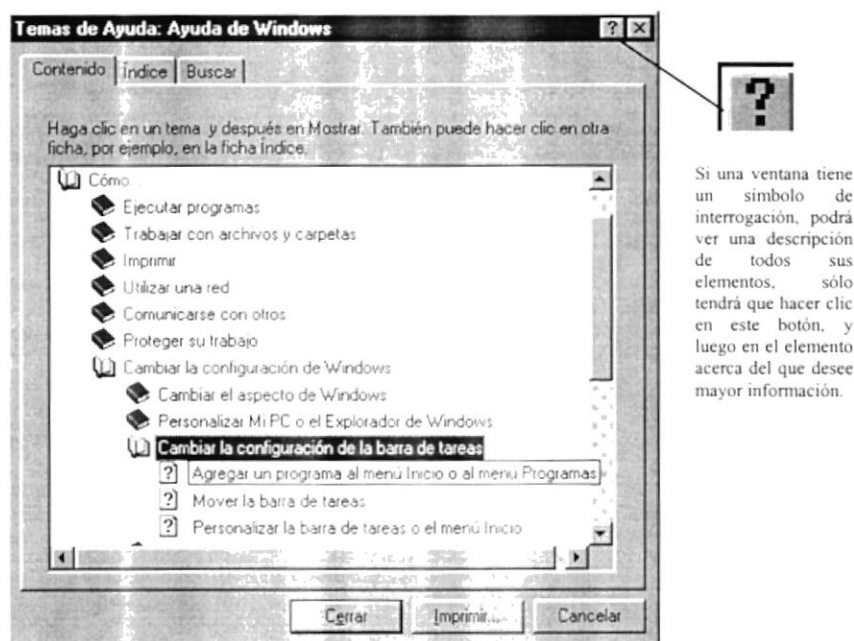 Temas de Ayuda: Ayuda de Windows
?
Contenido
Índice
Buscar
Haga clic en un tema y después en Mostrar. También puede hacer clic en otra
ficha, por ejemplo, en la ficha Índice.
Cómo...
Ejecutar programas
Trabajar con archivos y carpetas
Imprimir
Utilizar una red
Comunicarse con otros
Proteger su trabajo
Cambiar la configuración de Windows
Cambiar el aspecto de Windows
Personalizar Mi PC o el Explorador de Windows
Cambiar la configuración de la barra de tareas
? Agregar un programa al menú Inicio o al menú Programas
? Mover la barra de tareas
? Personalizar la barra de tareas o el menú Inicio
Cerrar
Imprimir...
Cancelar
?
Si una ventana tiene
un símbolo de
interrogación, podrá
ver una descripción
de todos sus
elementos, sólo
tendrá que hacer clic
en este botón, y
luego en el elemento
acerca del que desee
mayor información.